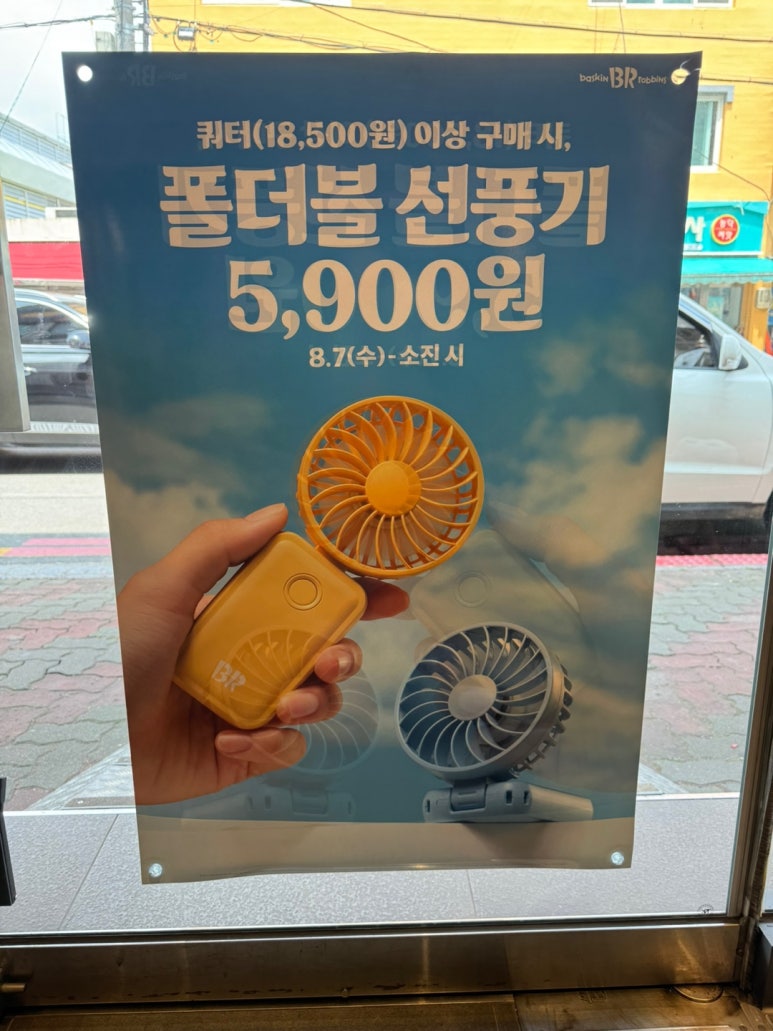 baskin BR robbins
쿼터(18,500원) 이상 구매 시,
폴더블 선풍기
5,900원
8.7(수)-소진 시
BR